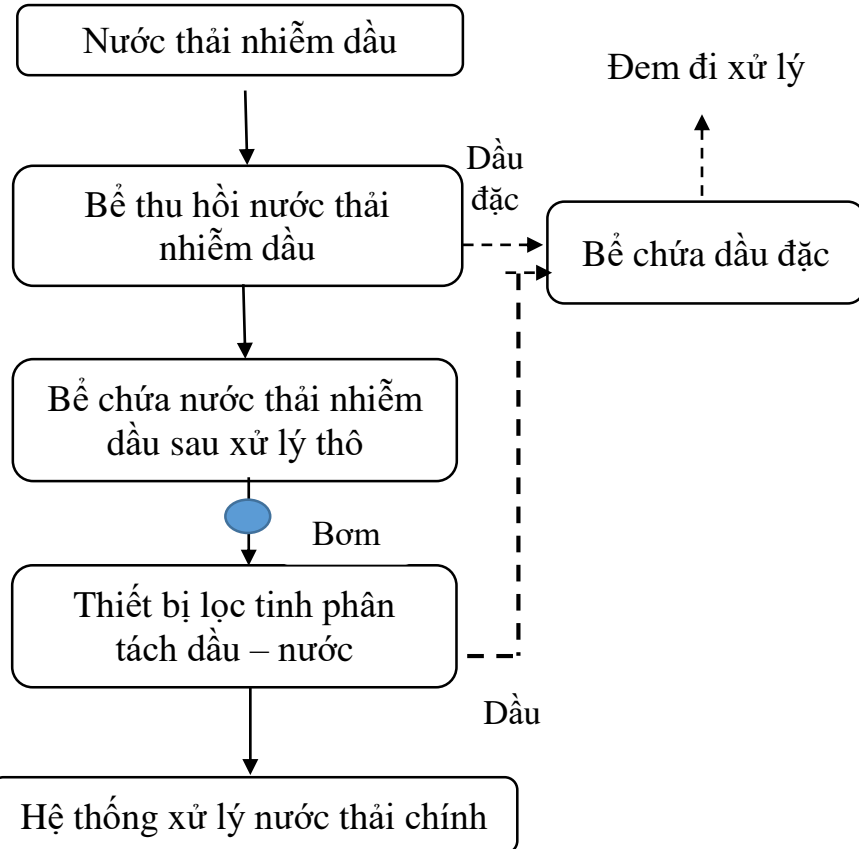 Nước thải nhiễm dầu
Đem đi xử lý
Dầu
đặc
Bể thu hồi nước thải
nhiễm dầu
Bể chứa dầu đặc
Bể chứa nước thải nhiễm
dầu sau xử lý thô
Bơm
Thiết bị lọc tinh phân
tách dầu – nước
Dầu
Hệ thống xử lý nước thải chính